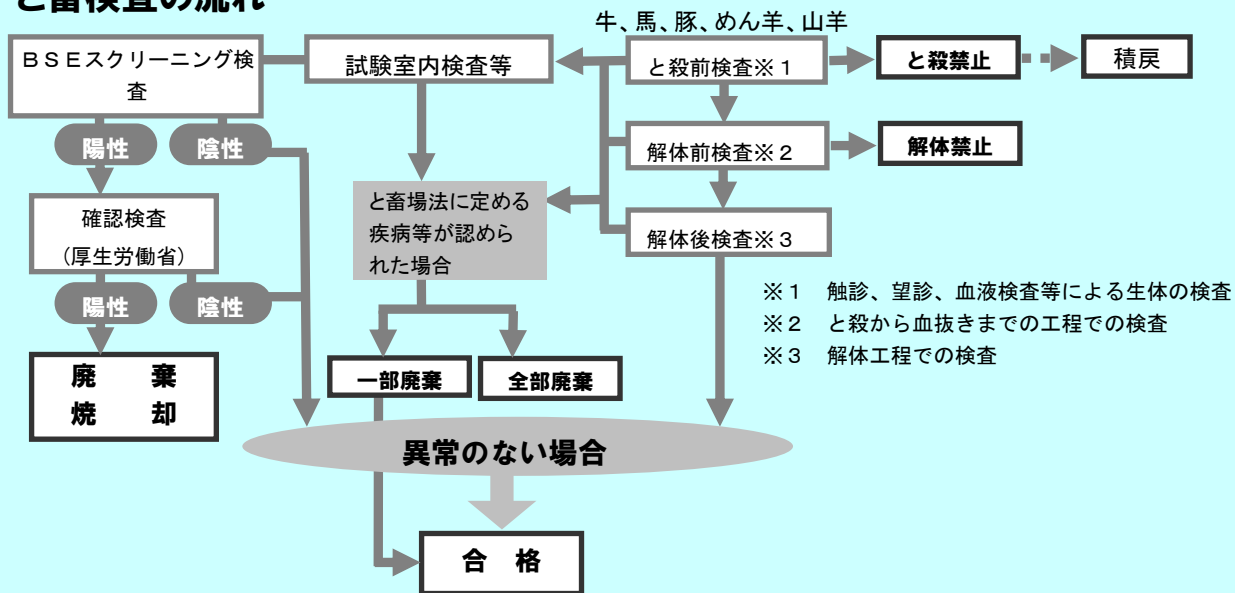 と畜検査の流れ
牛、馬、豚、めん羊、山羊
BSEスクリーニング検
査
試験室内検査等
と殺前検査※1
と殺禁止
積戻
陽性
陰性
解体前検査※2
解体禁止
確認検査
(厚生労働省)
と畜場法に定める
疾病等が認めら
れた場合
解体後検査※3
陽性
陰性
※1 触診、望診、血液検査等による生体の検査
※2 と殺から血抜きまでの工程での検査
※3 解体工程での検査
廃 棄
焼 却
一部廃棄
全部廃棄
異常のない場合
合 格